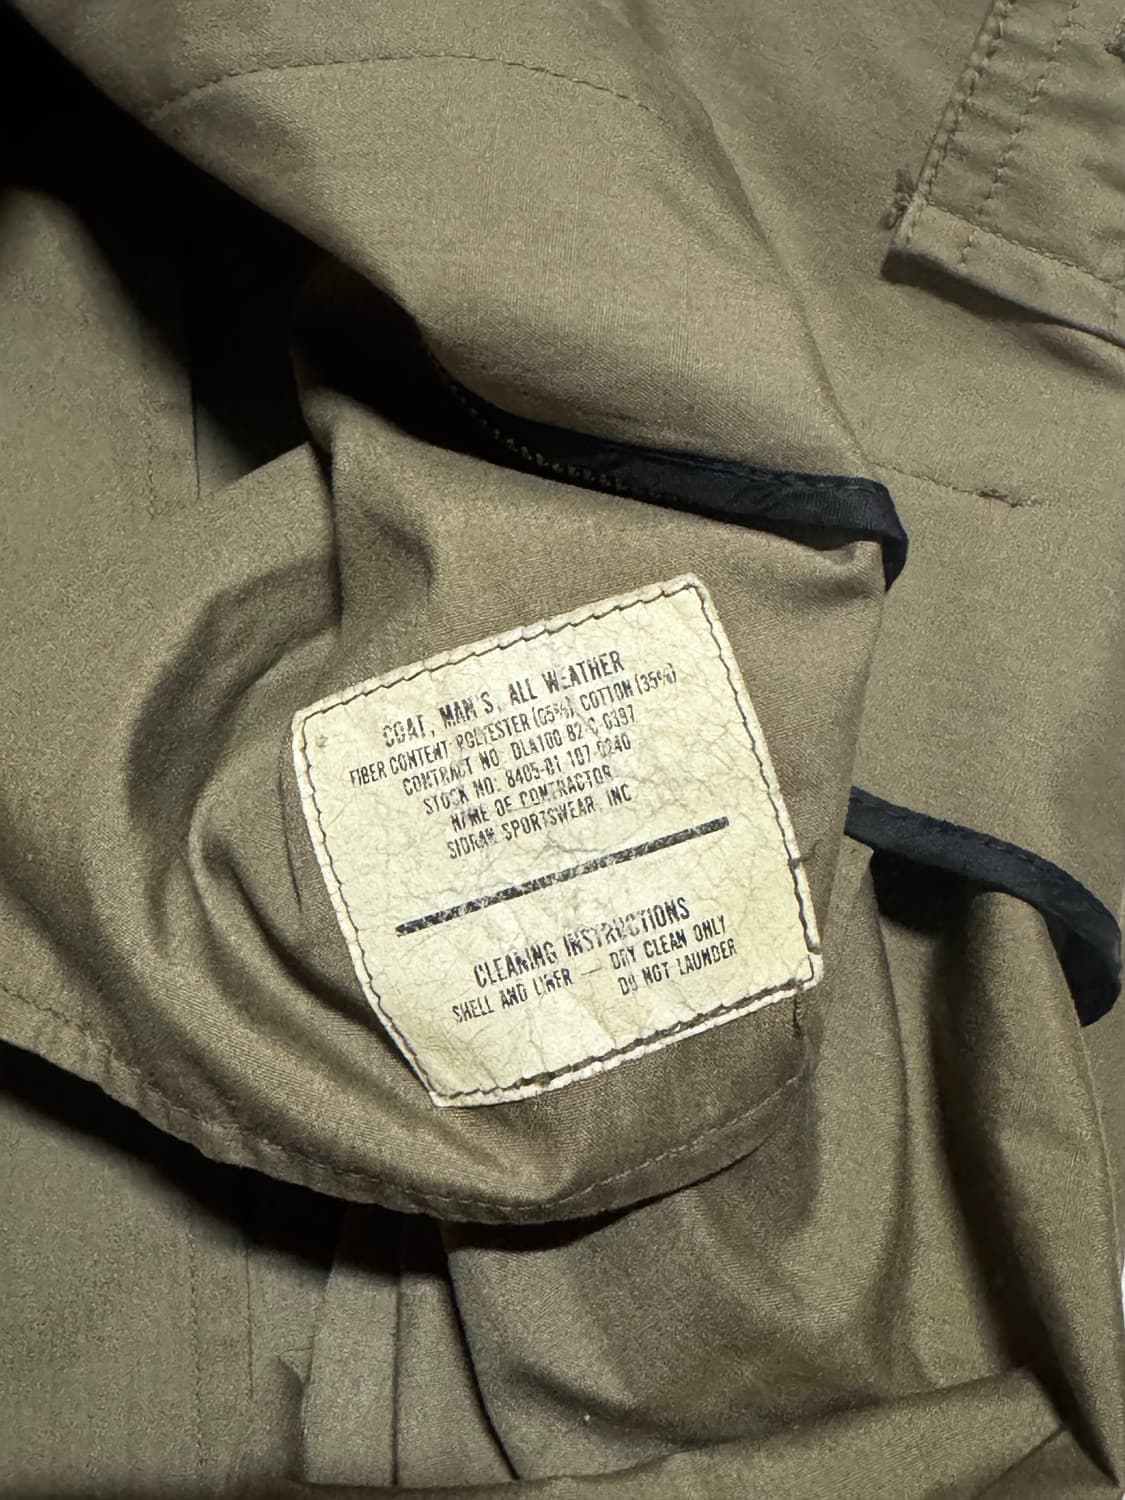 COAT, MAN'S, ALL WEATHER
FIBER CONTENT POLYESTER (65%) COTTON (35%)
CONTRACT NO. DLA100-82-C-0397
STOCK NO: 8405-01-107-0240
NAME OF CONTRACTOR
SIDRAN SPORTSWEAR, INC
CLEANING INSTRUCTIONS
SHELL AND LINER — DRY CLEAN ONLY
DO NOT LAUNDER